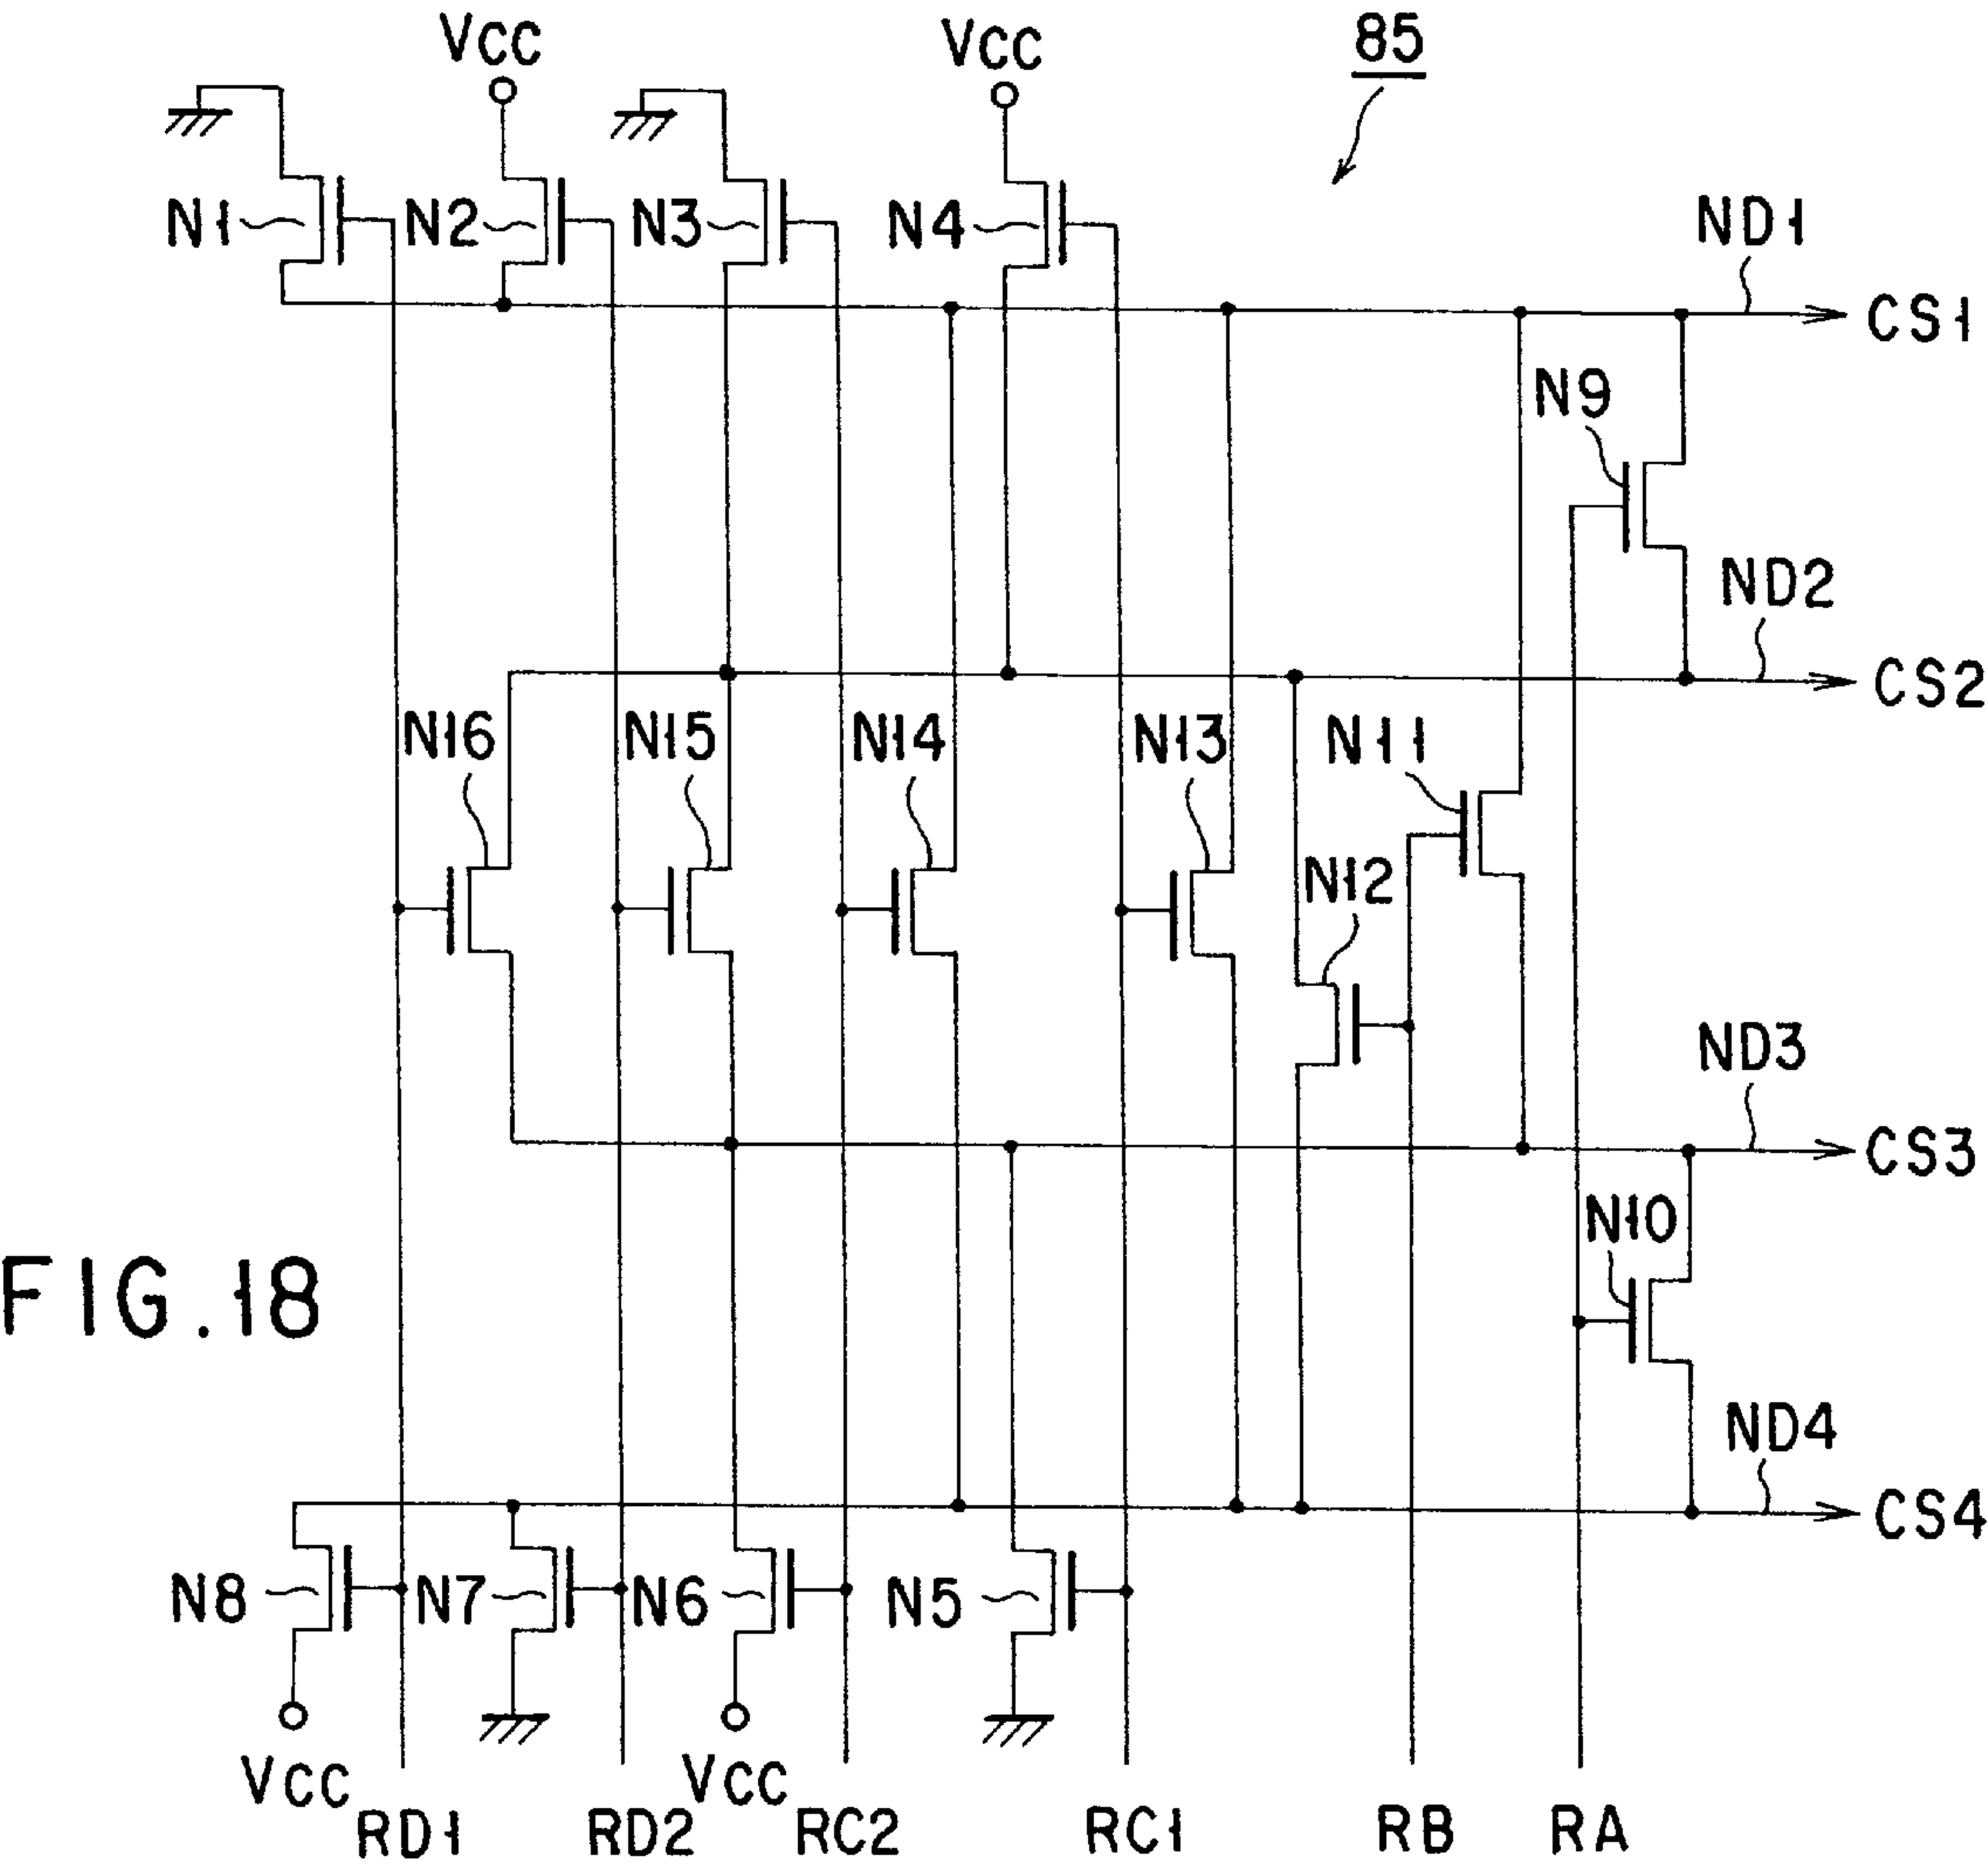 VCC VCC 85
N1 N2 N3 N4 ND1
CS1
N9
ND2
CS2
N16 N15 N14 N13 N11
N12
ND3
CS3
N10
FIG.18
ND4
CS4
N8 N7 N6 N5
VCC VCC
RD1 RD2 RC2 RC1 RB RA